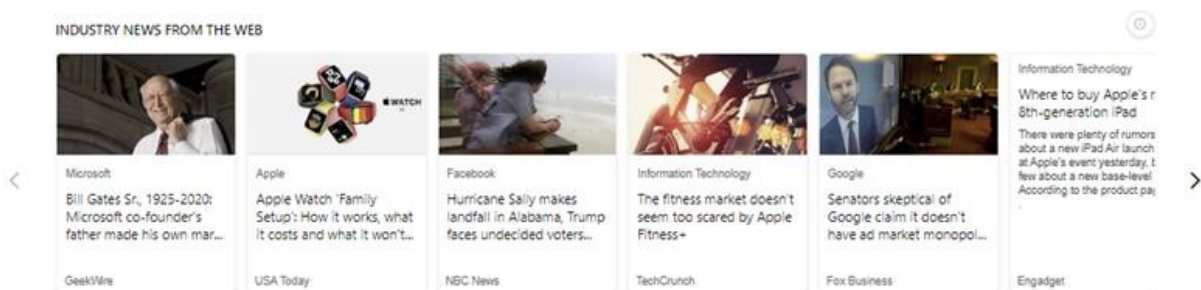 INDUSTRY NEWS FROM THE WEB
WATCH
Microsoft
Bill Gates Sr., 1925-2020:
Microsoft co-founder's
father made his own mar...
GeekWire
Apple
Apple Watch 'Family
Setup': How it works, what
it costs and what it won't...
USA Today
Facebook
Hurricane Sally makes
landfall in Alabama, Trump
faces undecided voters...
NBC News
Information Technology
The fitness market doesn't
seem too scared by Apple
Fitness+
TechCrunch
Google
Senators skeptical of
Google claim it doesn't
have ad market monopol...
Fox Business
Information Technology
Where to buy Apple's
8th-generation iPad
There were plenty of rumors
about a new iPad Air launch
at Apple's event yesterday,
few about a new base-level
According to the product
Engadget